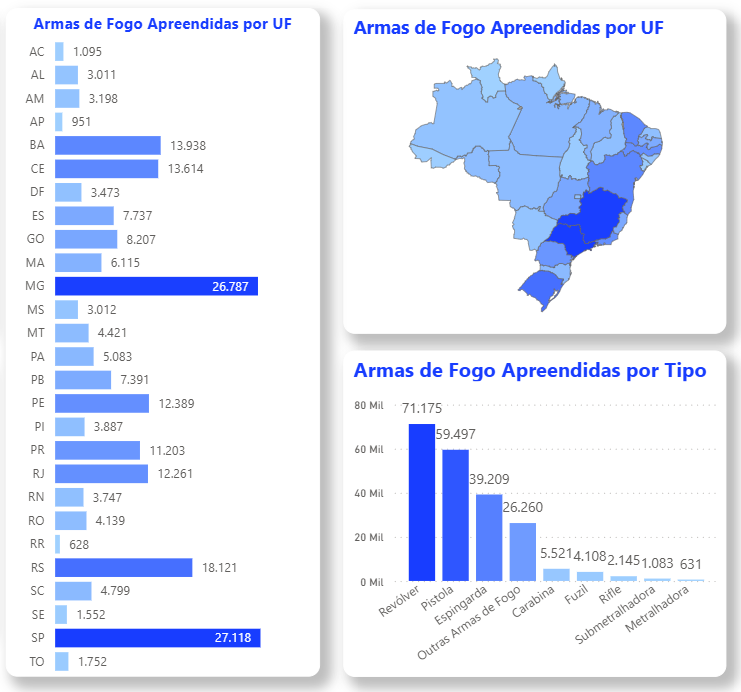 Armas de Fogo Apreendidas por UF
AC 1.095
AL 3.011
AM 3.198
AP 951
BA 13.938
CE 13.614
DF 3.473
ES 7.737
GO 8.207
MA 6.115
MG 26.787
MS 3.012
MT 4.421
PA 5.083
PB 7.391
PE 12.389
PI 3.887
PR 11.203
RJ 12.261
RN 3.747
RO 4.139
RR 628
RS 18.121
SC 4.799
SE 1.552
SP 27.118
TO 1.752
Armas de Fogo Apreendidas por UF
Armas de Fogo Apreendidas por Tipo
80 Mil
60 Mil
40 Mil
20 Mil
0 Mil
71.175
59.497
39.209
26.260
5.521
4.108
2.145
1.083
631
Revólver
Pistola
Espingarda
Outras Armas de Fogo
Carabina
Fuzil
Rifle
Submetralhadora
Metralhadora